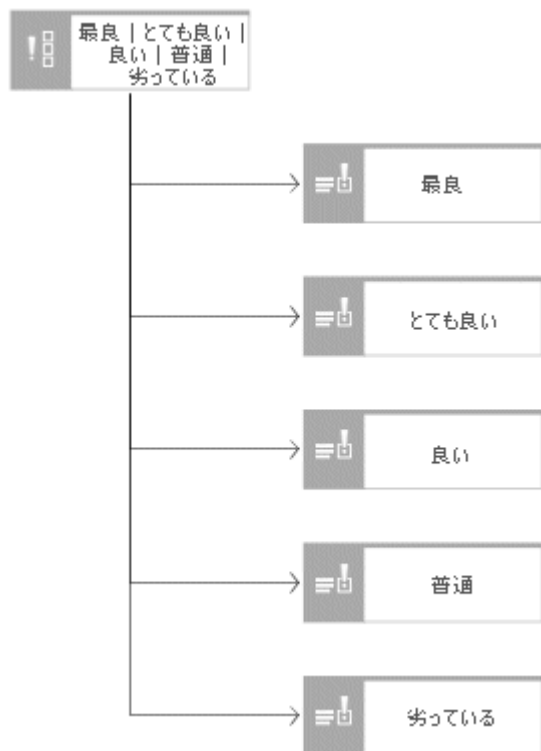 最良 | とても良い |
良い | 普通 |
劣っている
最良
とても良い
良い
普通
劣っている